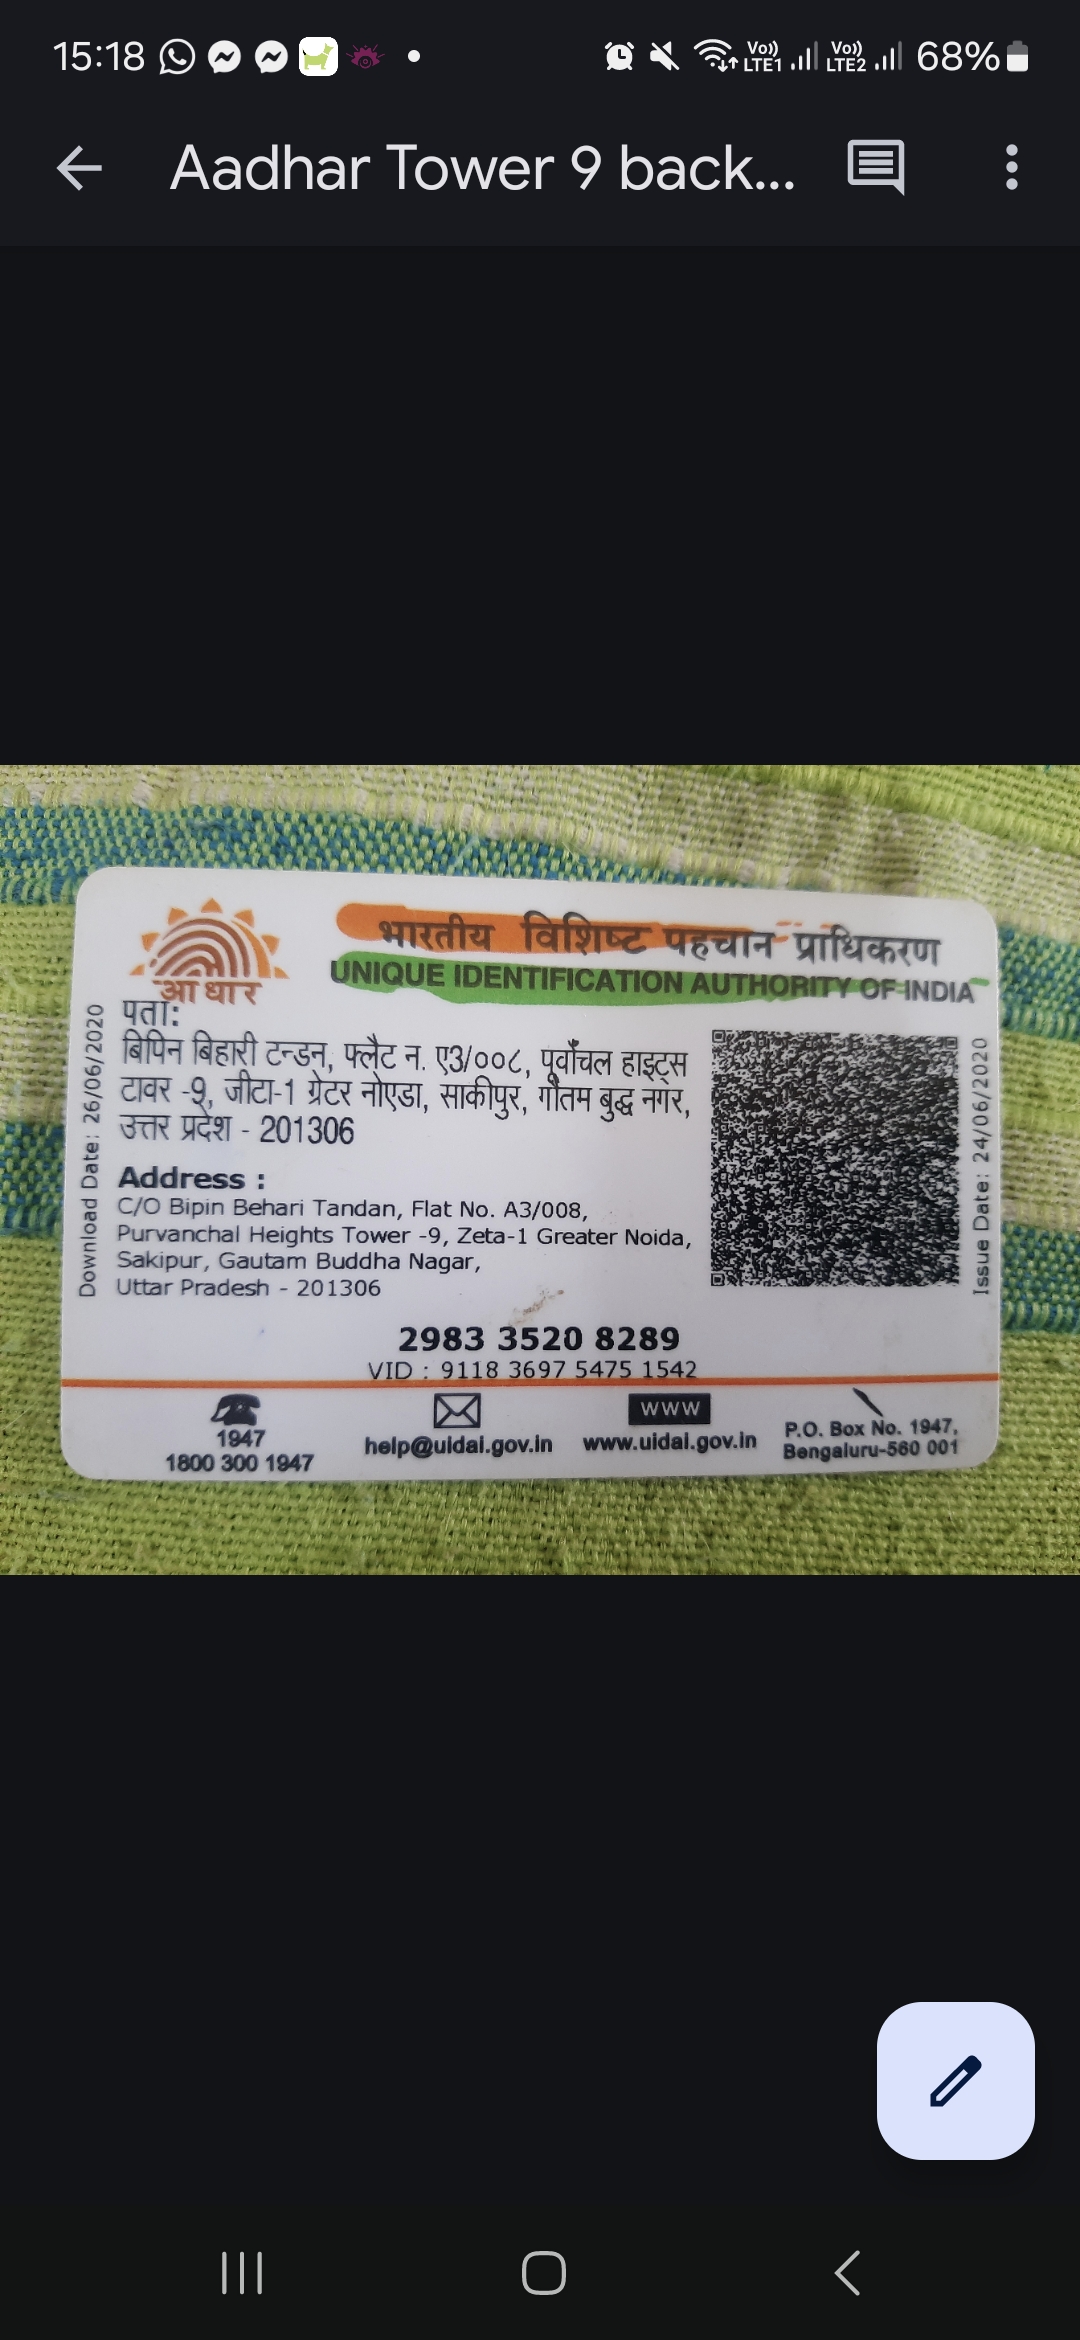 15:18 Vo) LTE1 Vo) LTE2 68%
Aadhar Tower 9 back...
भारतीय विशिष्ट पहचान प्राधिकरण
UNIQUE IDENTIFICATION AUTHORITY OF INDIA
आधार
पता:
बिपिन बिहारी टन्डन, फ्लैट न. ए3/००८, पूर्वांचल हाइट्स
टावर -9, जीटा-1 ग्रेटर नोएडा, साकीपुर, गौतम बुद्ध नगर,
उत्तर प्रदेश - 201306
Address :
C/O Bipin Behari Tandan, Flat No. A3/008,
Purvanchal Heights Tower -9, Zeta-1 Greater Noida,
Sakipur, Gautam Buddha Nagar,
Uttar Pradesh - 201306
Download Date: 26/06/2020
Issue Date: 24/06/2020
2983 3520 8289
VID : 9118 3697 5475 1542
1947
1800 300 1947
help@uidai.gov.in
www
www.uidai.gov.in
P.O. Box No. 1947,
Bengaluru-560 001